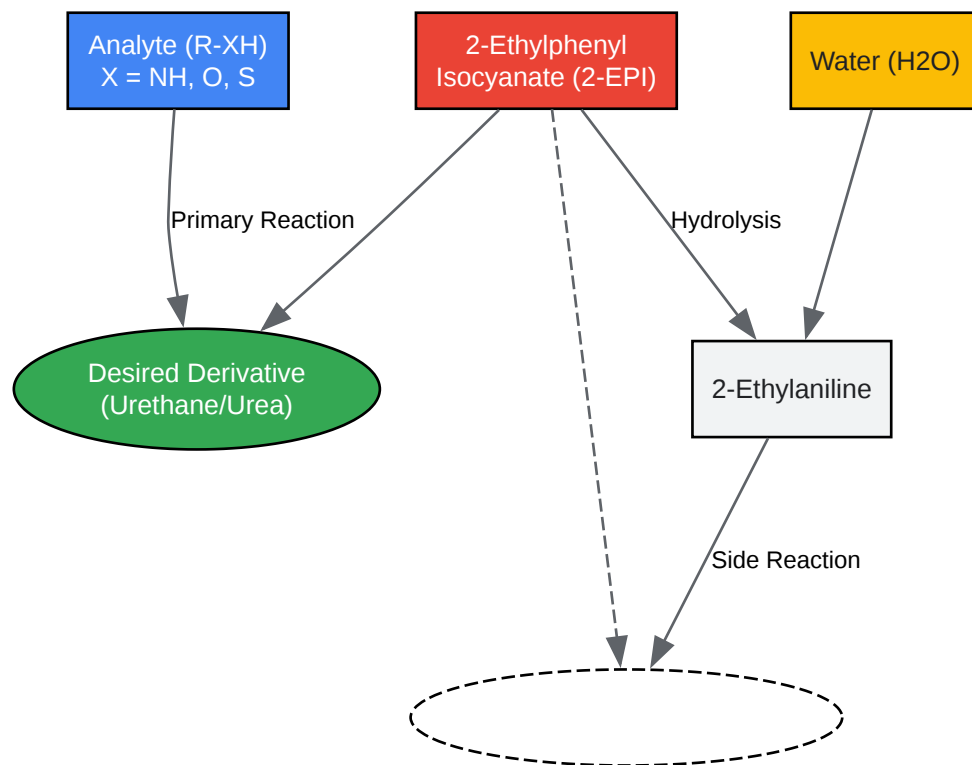 Analyte (R-XH)
X = NH, O, S
2-Ethylphenyl
Isocyanate (2-EPI)
Water (H2O)
Primary Reaction
Hydrolysis
Desired Derivative
(Urethane/Urea)
2-Ethylaniline
Side Reaction